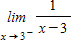 lim 1/(x−3)
x→3⁻